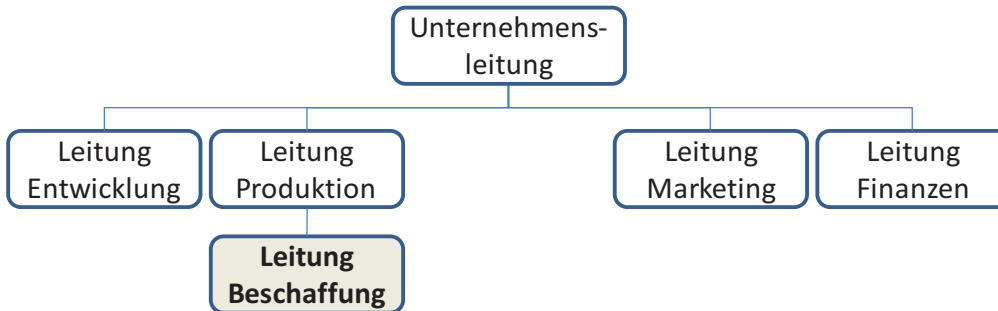 Unternehmens-
leitung
Leitung
Entwicklung
Leitung
Produktion
Leitung
Marketing
Leitung
Finanzen
Leitung
Beschaffung